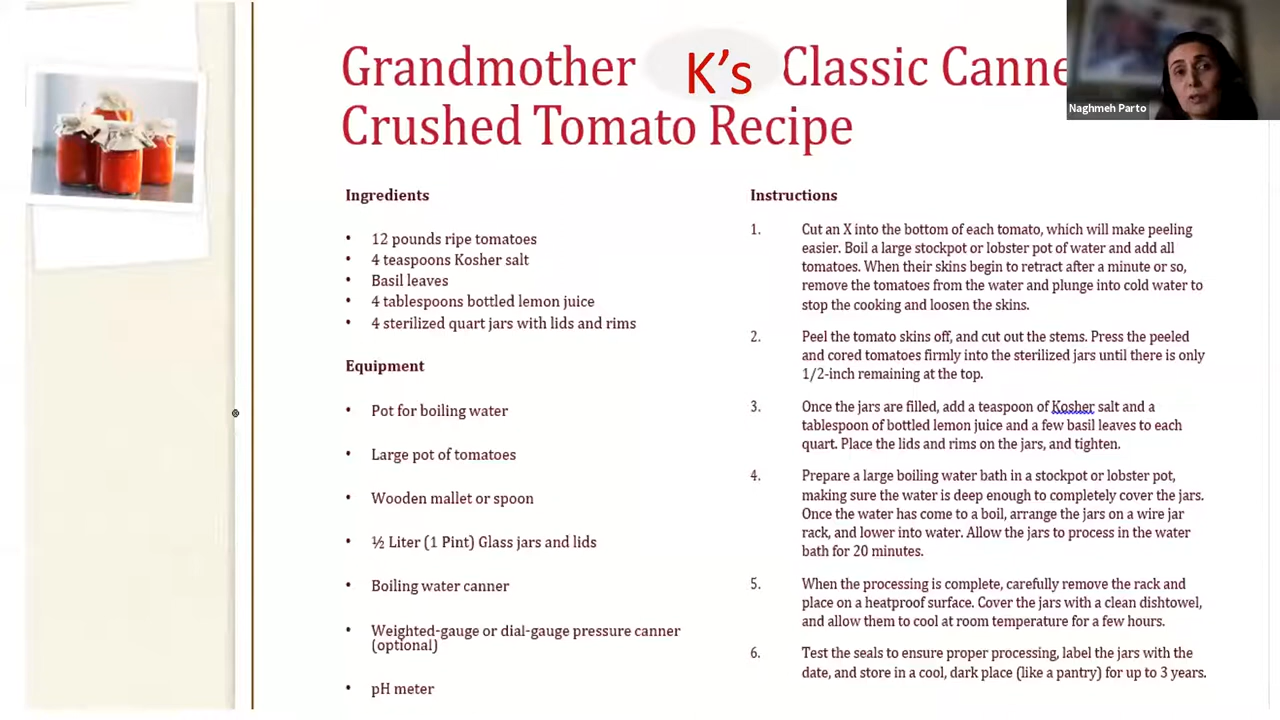 Grandmother K's Classic Canne
Crushed Tomato Recipe
Naghmeh Parto
Ingredients
• 12 pounds ripe tomatoes
• 4 teaspoons Kosher salt
• Basil leaves
• 4 tablespoons bottled lemon juice
• 4 sterilized quart jars with lids and rims
Equipment
• Pot for boiling water
• Large pot of tomatoes
• Wooden mallet or spoon
• ½ Liter (1 Pint) Glass jars and lids
• Boiling water canner
• Weighted-gauge or dial-gauge pressure canner
(optional)
• pH meter
Instructions
1. Cut an X into the bottom of each tomato, which will make peeling
easier. Boil a large stockpot or lobster pot of water and add all
tomatoes. When their skins begin to retract after a minute or so,
remove the tomatoes from the water and plunge into cold water to
stop the cooking and loosen the skins.
2. Peel the tomato skins off, and cut out the stems. Press the peeled
and cored tomatoes firmly into the sterilized jars until there is only
1/2-inch remaining at the top.
3. Once the jars are filled, add a teaspoon of Kosher salt and a
tablespoon of bottled lemon juice and a few basil leaves to each
quart. Place the lids and rims on the jars, and tighten.
4. Prepare a large boiling water bath in a stockpot or lobster pot,
making sure the water is deep enough to completely cover the jars.
Once the water has come to a boil, arrange the jars on a wire jar
rack, and lower into water. Allow the jars to process in the water
bath for 20 minutes.
5. When the processing is complete, carefully remove the rack and
place on a heatproof surface. Cover the jars with a clean dishtowel,
and allow them to cool at room temperature for a few hours.
6. Test the seals to ensure proper processing, label the jars with the
date, and store in a cool, dark place (like a pantry) for up to 3 years.